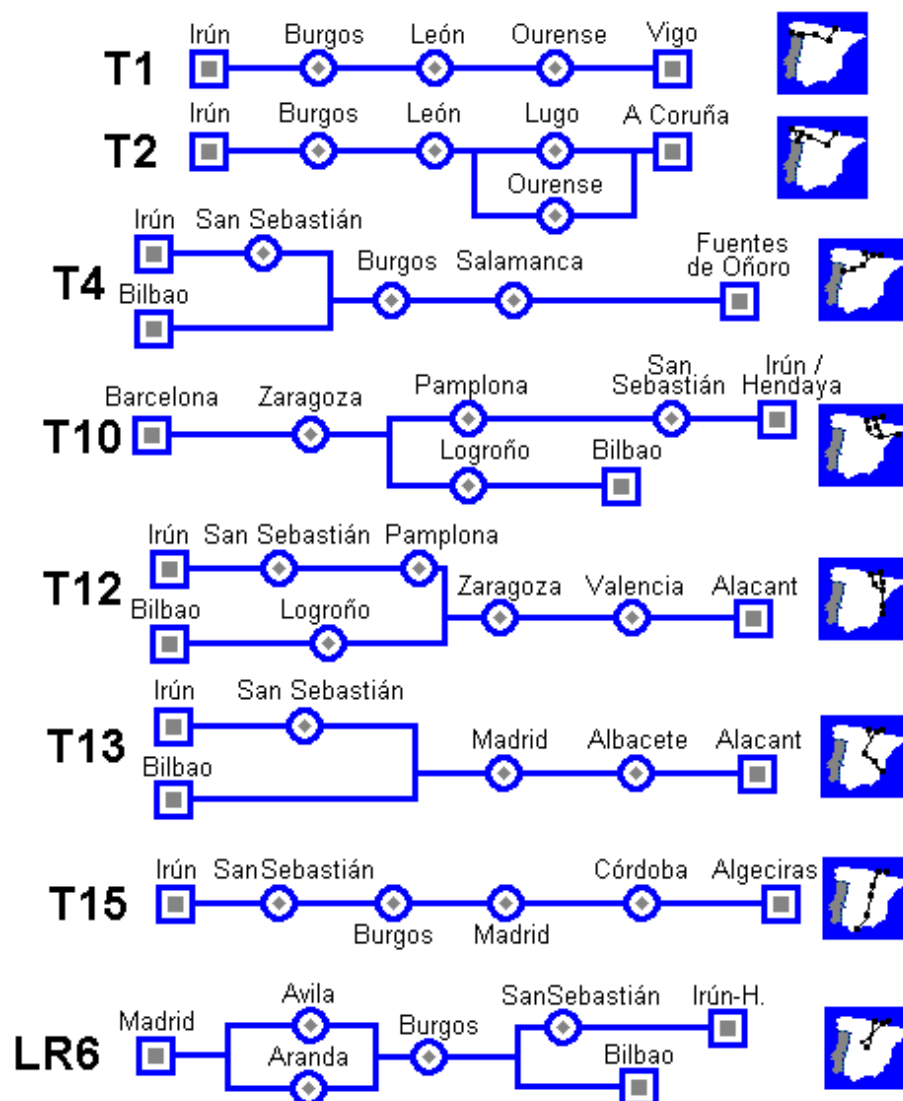 Irún Burgos León Ourense Vigo
T1
Irún Burgos León Lugo A Coruña
T2
Ourense
Irún San Sebastián
Fuentes
de Oñoro
Burgos Salamanca
T4
Bilbao
San
Sebastián
Irún /
Hendaya
Barcelona Zaragoza Pamplona
T10
Logroño Bilbao
Irún San Sebastián Pamplona
T12
Zaragoza Valencia Alacant
Bilbao Logroño
Irún San Sebastián
T13
Madrid Albacete Alacant
Bilbao
Irún SanSebastián Córdoba Algeciras
T15
Burgos Madrid
Avila SanSebastián Irún-H.
Madrid Burgos
LR6
Aranda Bilbao